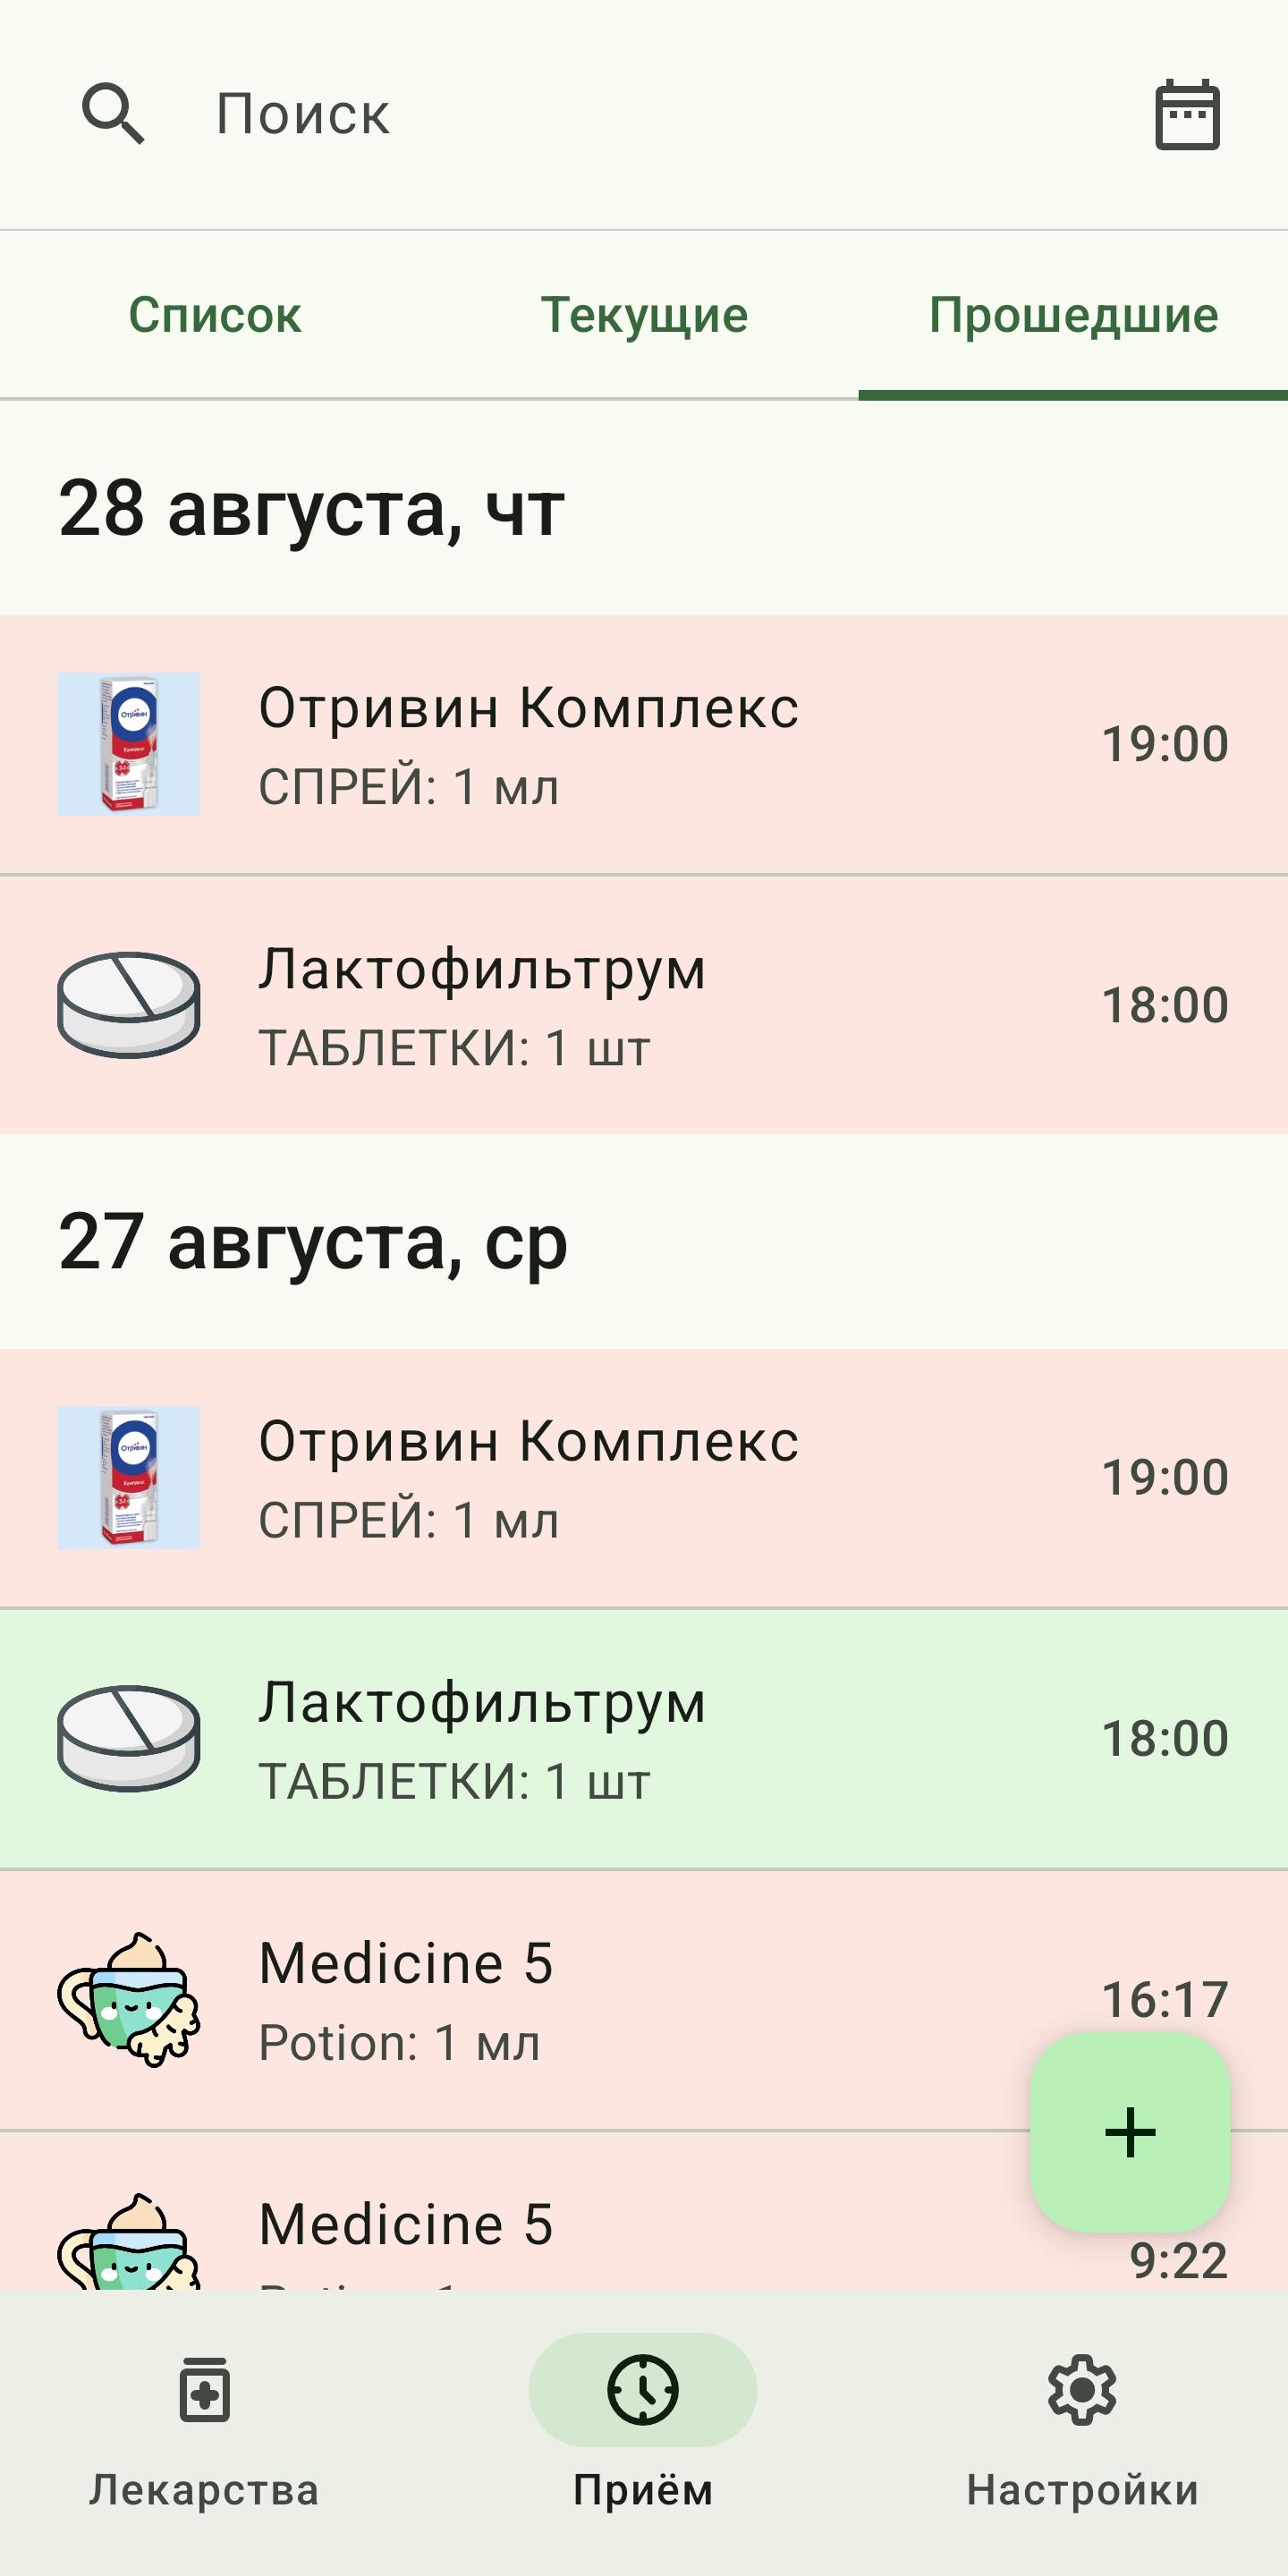 Поиск
Список
Текущие
Прошедшие
28 августа, чт
Отривин
Отривин Комплекс
СПРЕЙ: 1 мл
19:00
Лактофильтрум
ТАБЛЕТКИ: 1 шт
18:00
27 августа, ср
Отривин
Отривин Комплекс
СПРЕЙ: 1 мл
19:00
Лактофильтрум
ТАБЛЕТКИ: 1 шт
18:00
Medicine 5
Potion: 1 мл
16:17
+
Medicine 5
9:22
Лекарства
Приём
Настройки